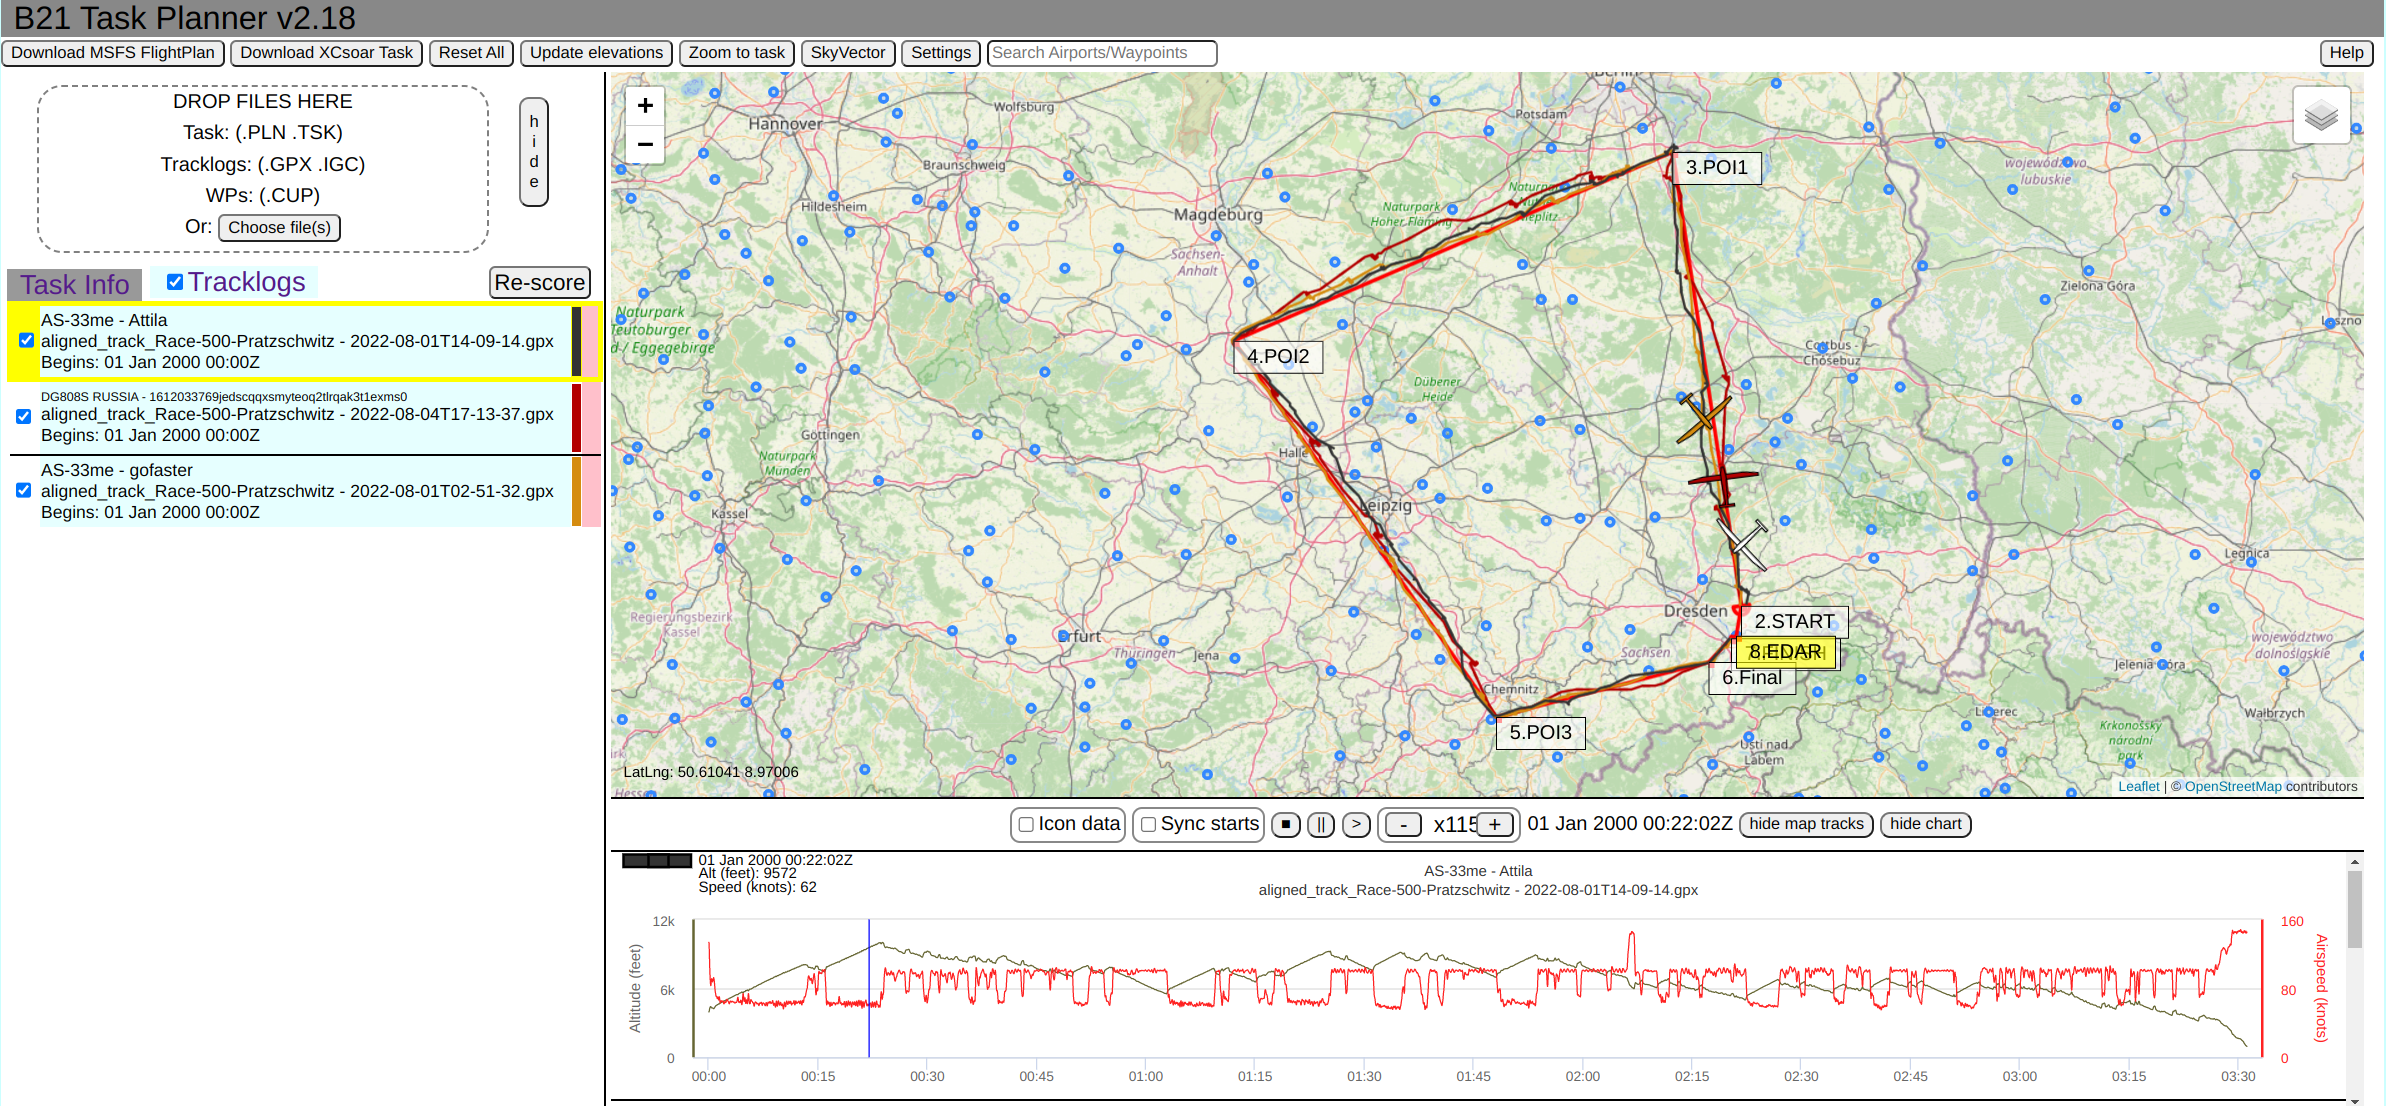 B21 Task Planner v2.18
Download MSFS FlightPlan Download XCsoar Task Reset All Update elevations Zoom to task SkyVector Settings Search Airports/Waypoints Help
DROP FILES HERE
Task: (.PLN .TSK)
Tracklogs: (.GPX .IGC)
WPs: (.CUP)
Or: Choose file(s)
hide
Task Info Tracklogs Re-score
AS-33me - Attila
aligned_track_Race-500-Pratzschwitz - 2022-08-01T14-09-14.gpx
Begins: 01 Jan 2000 00:00Z
DG808S RUSSIA - 1612033769jedscqqxsmyteoq2tlrqak3t1exms0
aligned_track_Race-500-Pratzschwitz - 2022-08-04T17-13-37.gpx
Begins: 01 Jan 2000 00:00Z
AS-33me - gofaster
aligned_track_Race-500-Pratzschwitz - 2022-08-01T02-51-32.gpx
Begins: 01 Jan 2000 00:00Z
+
−
Berlin
Wolfsburg
Hannover
Potsdam
Braunschweig
województwo
lubuskie
3.POI1
Hildesheim
Magdeburg
Naturpark
Hoher Fläming
Sachsen-
Anhalt
Zielona Góra
Naturpark
Teutoburger
4.POI2
Cottbus -
Chóśebuz
Dübener
Heide
Göttingen
Naturpark
Münden
Halle
Leipzig
Kassel
Legnica
Regierungsbezirk
Kassel
Dresden
2.START
Erfurt
Thüringen
Jena
Sachsen
8.EDAR
województwo
dolnośląskie
Jelenia Góra
6.Final
Chemnitz
5.POI3
Liberec
Wałbrzych
Krkonošský
národní
park
Ústí nad
Labem
LatLng: 50.61041 8.97006
Leaflet | © OpenStreetMap contributors
Icon data Sync starts ■ || > - x115 + 01 Jan 2000 00:22:02Z hide map tracks hide chart
01 Jan 2000 00:22:02Z
Alt (feet): 9572
Speed (knots): 62
AS-33me - Attila
aligned_track_Race-500-Pratzschwitz - 2022-08-01T14-09-14.gpx
12k
6k
0
Altitude (feet)
160
80
0
Airspeed (knots)
00:00 00:15 00:30 00:45 01:00 01:15 01:30 01:45 02:00 02:15 02:30 02:45 03:00 03:15 03:30